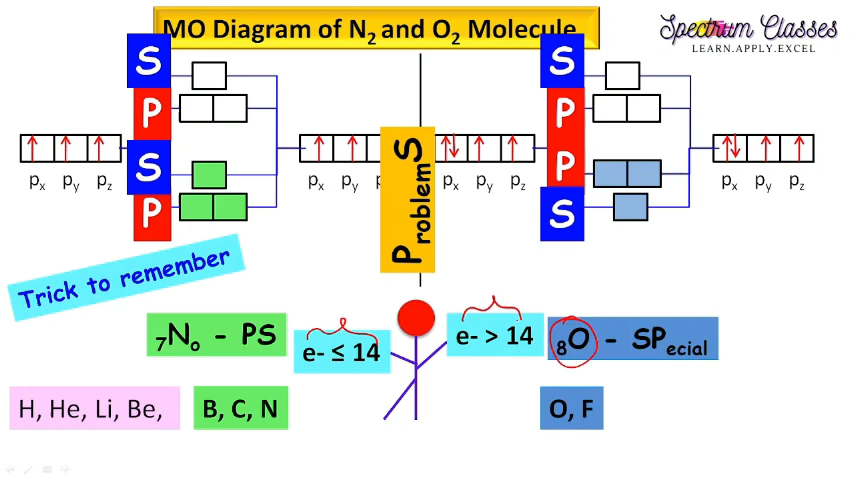 MO Diagram of N2 and O2 Molecule
Spectrum Classes
LEARN.APPLY.EXCEL
S
P
S
P
S
P
P
S
px py pz
px py
px py pz
px py pz
ProblemS
Trick to remember
7No - PS
e- ≤ 14
e- > 14
8O - SPecial
H, He, Li, Be,
B, C, N
O, F